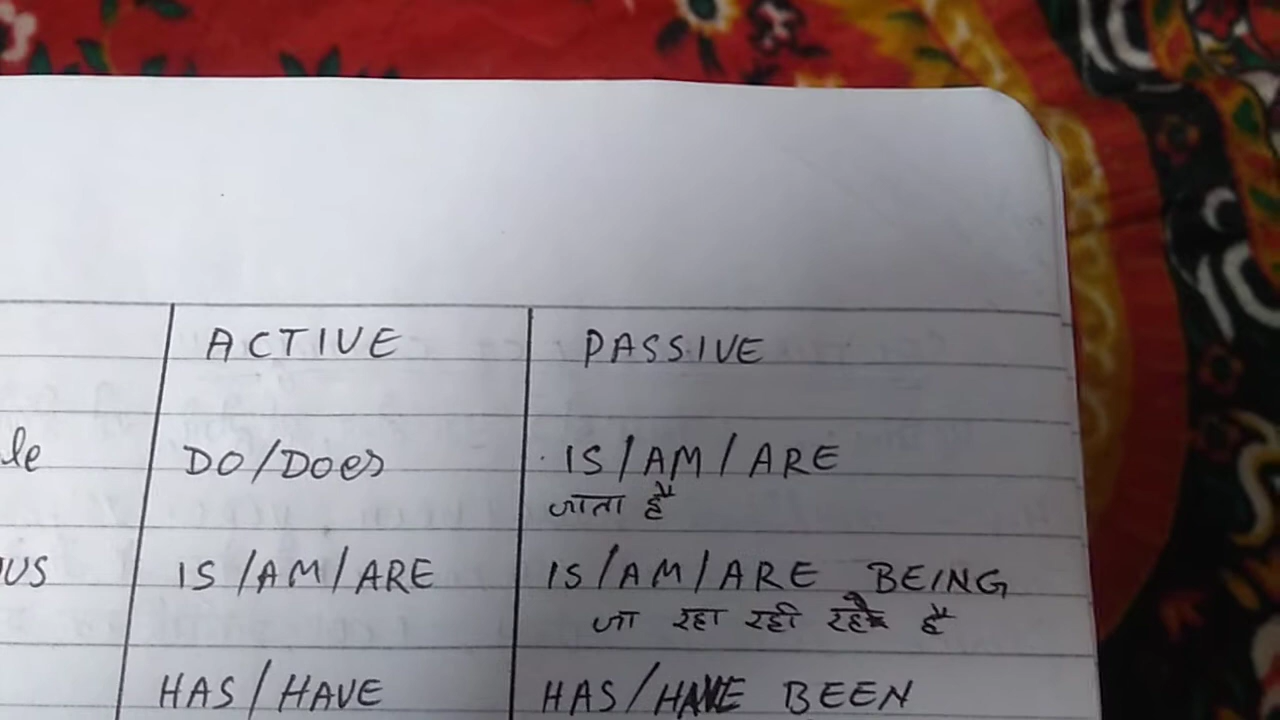 ACTIVE PASSIVE
le DO/DOES IS/AM/ARE
जाता है
US IS/AM/ARE IS/AM/ARE BEING
जा रहा रही रहे है
HAS/HAVE HAS/HAVE BEEN